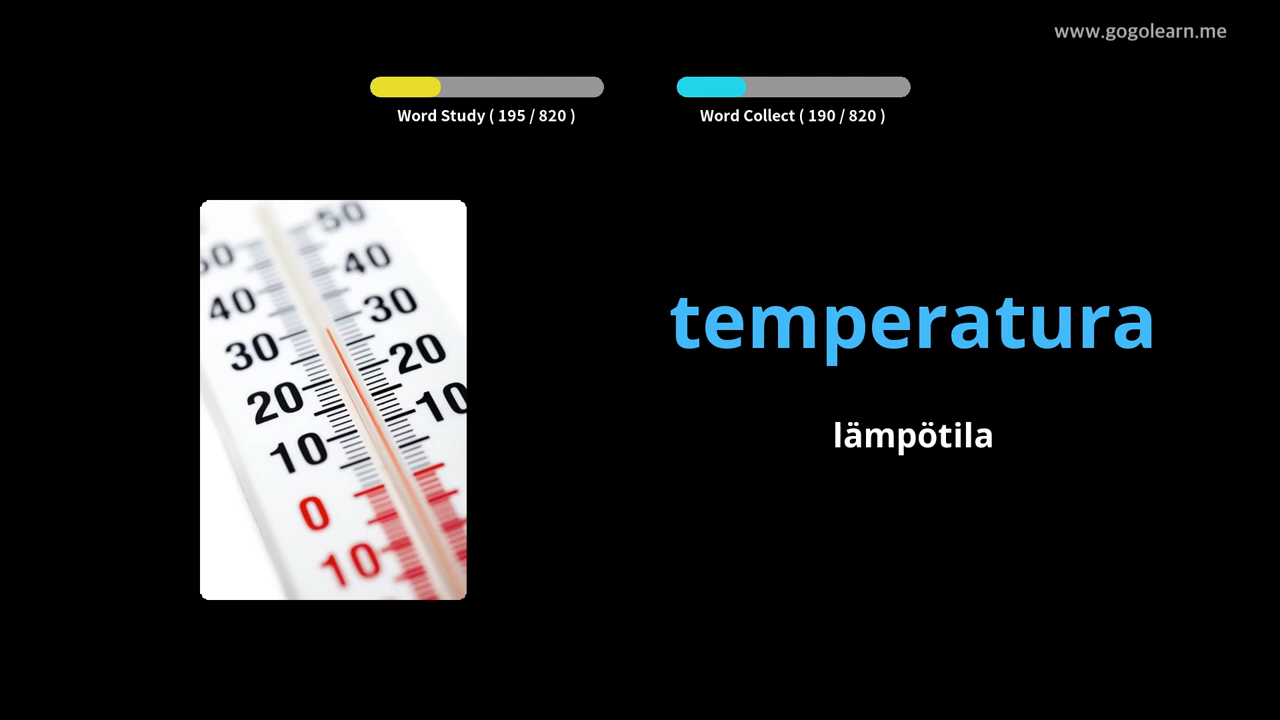 www.gogolearn.me
Word Study ( 195 / 820 )
Word Collect ( 190 / 820 )
50
40
40
30
30
20
20
10
10
0
10
temperatura
lämpötila